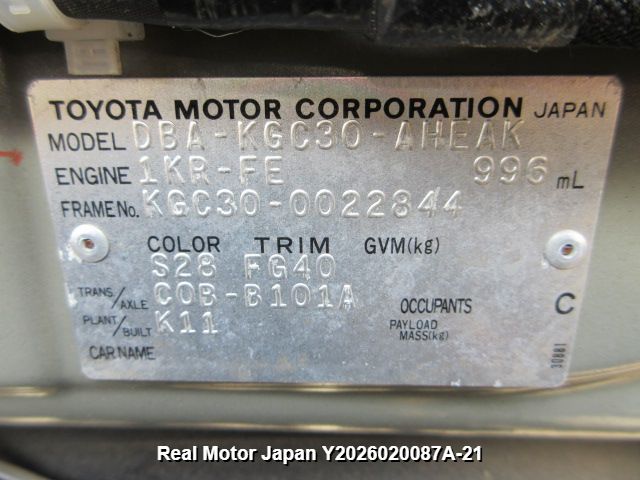 TOYOTA MOTOR CORPORATION JAPAN
MODEL DBA-KGC30-AHEAK
ENGINE 1KR-FE 996 mL
FRAME No. KGC30-0022844
COLOR TRIM GVM(kg)
S28 FG40
TRANS/AXLE C0B-B101A OCCUPANTS C
PLANT/BUILT K11 PAYLOAD MASS(kg)
CAR NAME
30881
Real Motor Japan Y2026020087A-21